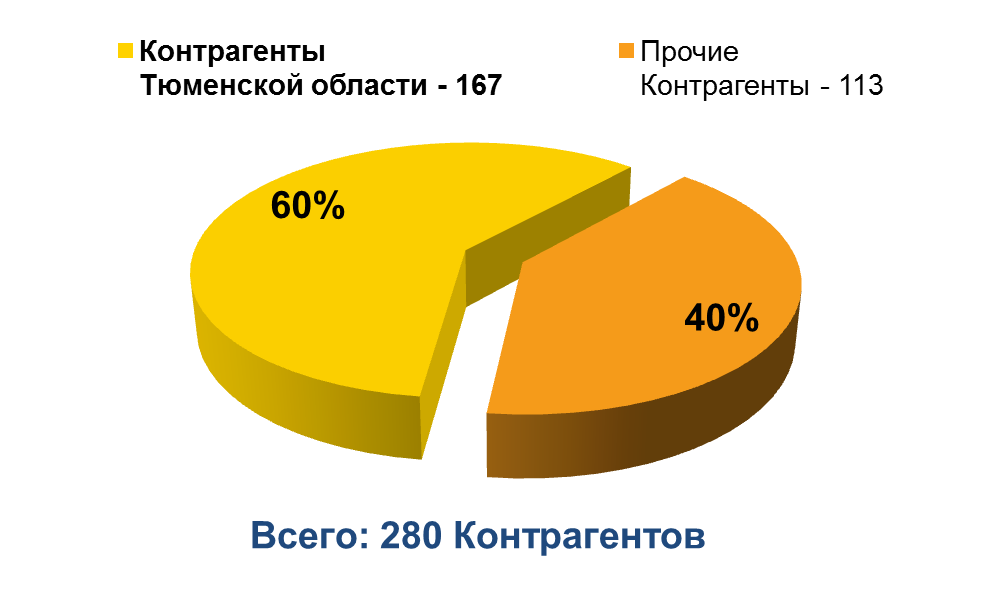 Контрагенты
Тюменской области - 167
Прочие
Контрагенты - 113
60%
40%
Всего: 280 Контрагентов